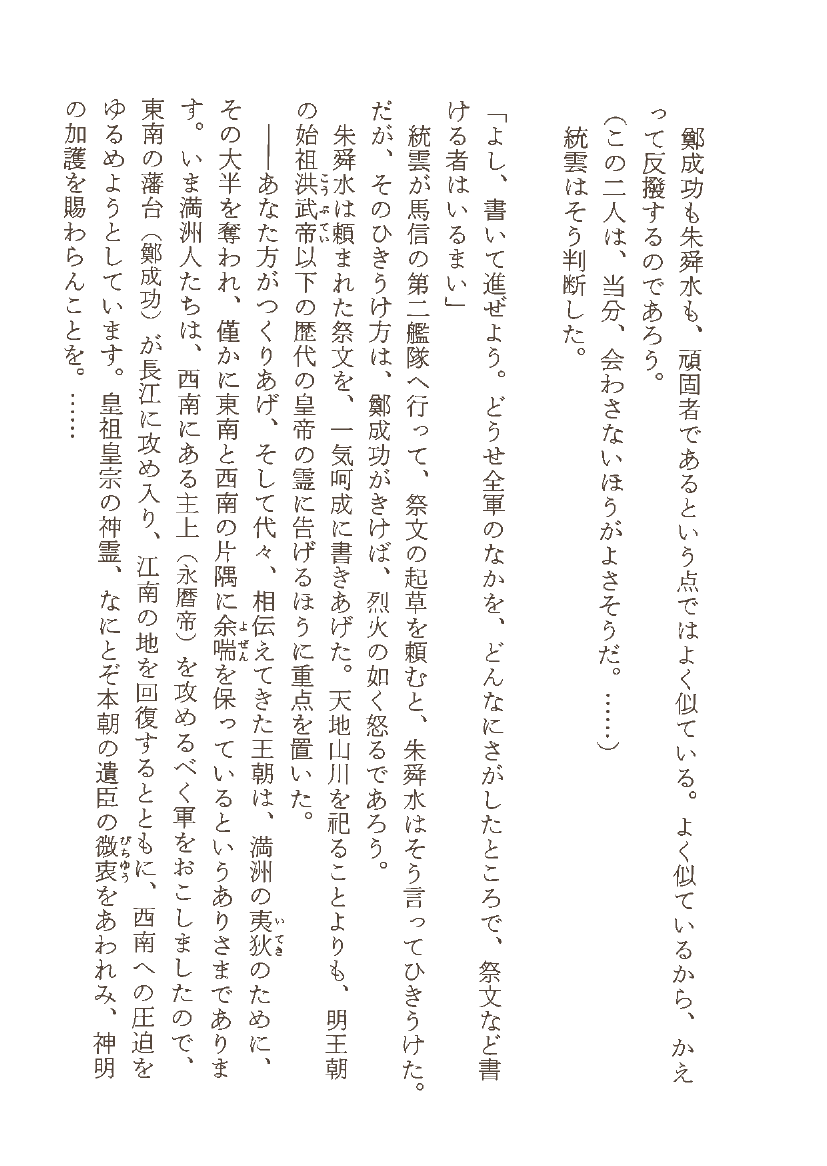 鄭成功も朱舜水も、頑固者であるという点ではよく似ている。よく似ているから、かえ
って反撥するのであろう。
（この二人は、当分、会わさないほうがよさそうだ。……）
統雲はそう判断した。
「よし、書いて進ぜよう。どうせ全軍のなかを、どんなにさがしたところで、祭文など書
ける者はいるまい」
統雲が馬信の第二艦隊へ行って、祭文の起草を頼むと、朱舜水はそう言ってひきうけた。
だが、そのひきうけ方は、鄭成功がきけば、烈火の如く怒るであろう。
朱舜水は頼まれた祭文を、一気呵成に書きあげた。天地山川を祀ることよりも、明王朝
の始祖洪武帝以下の歴代の皇帝の霊に告げるほうに重点を置いた。
――あなた方がつくりあげ、そして代々、相伝えてきた王朝は、満洲の夷狄のために、
その大半を奪われ、僅かに東南と西南の片隅に余喘を保っているというありさまでありま
す。いま満洲人たちは、西南にある主上（永暦帝）を攻めるべく軍をおこしましたので、
東南の藩台（鄭成功）が長江に攻め入り、江南の地を回復するとともに、西南への圧迫を
ゆるめようとしています。皇祖皇宗の神霊、なにとぞ本朝の遺臣の微衷をあわれみ、神明
の加護を賜わらんことを。……